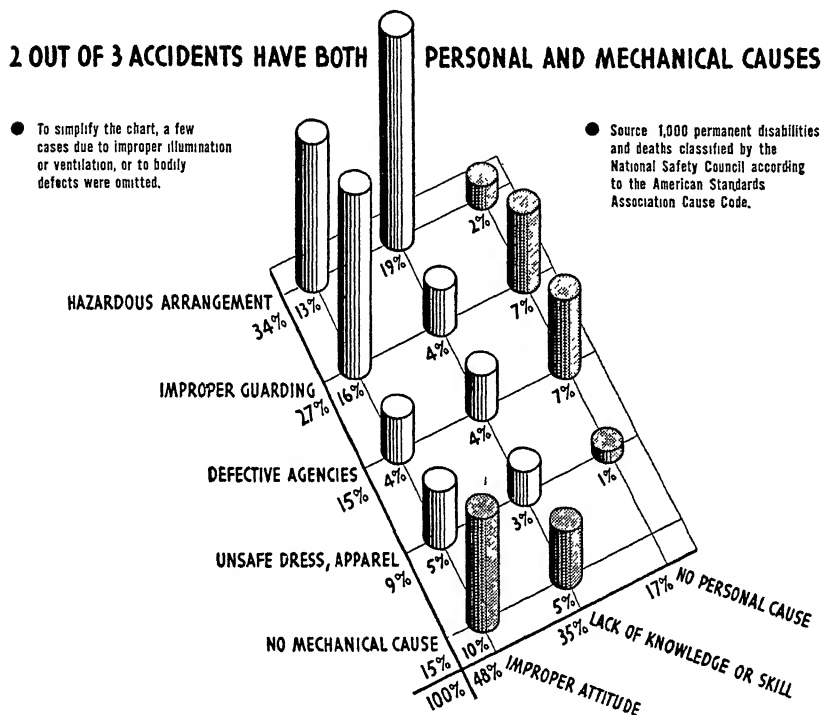 2 OUT OF 3 ACCIDENTS HAVE BOTH PERSONAL AND MECHANICAL CAUSES
● To simplify the chart, a few
cases due to improper illumination
or ventilation, or to bodily
defects were omitted.
● Source 1,000 permanent disabilities
and deaths classified by the
National Safety Council according
to the American Standards
Association Cause Code.
HAZARDOUS ARRANGEMENT
34% 13% 19% 2%
IMPROPER GUARDING
27% 16% 4% 7%
DEFECTIVE AGENCIES
15% 4% 4% 7%
UNSAFE DRESS, APPAREL
9% 5% 3% 1%
NO MECHANICAL CAUSE
15% 10% 5%
100%
48% IMPROPER ATTITUDE
35% LACK OF KNOWLEDGE OR SKILL
17% NO PERSONAL CAUSE